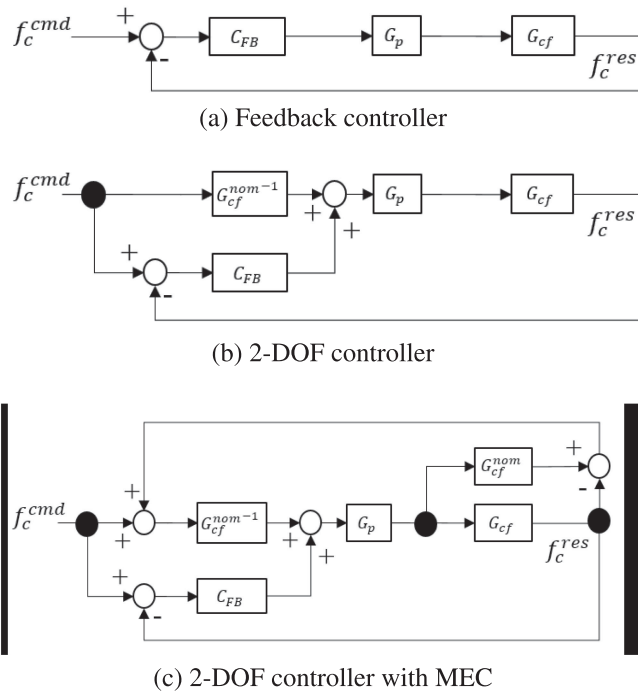 f_c^{cmd} + - C_{FB} G_p G_{cf} f_c^{res}
(a) Feedback controller
f_c^{cmd} G_{cf}^{nom^{-1}} + + G_p G_{cf} f_c^{res}
+ - C_{FB}
(b) 2-DOF controller
G_{cf}^{nom} + -
f_c^{cmd} + + G_{cf}^{nom^{-1}} + + G_p G_{cf} f_c^{res}
+ - C_{FB}
(c) 2-DOF controller with MEC